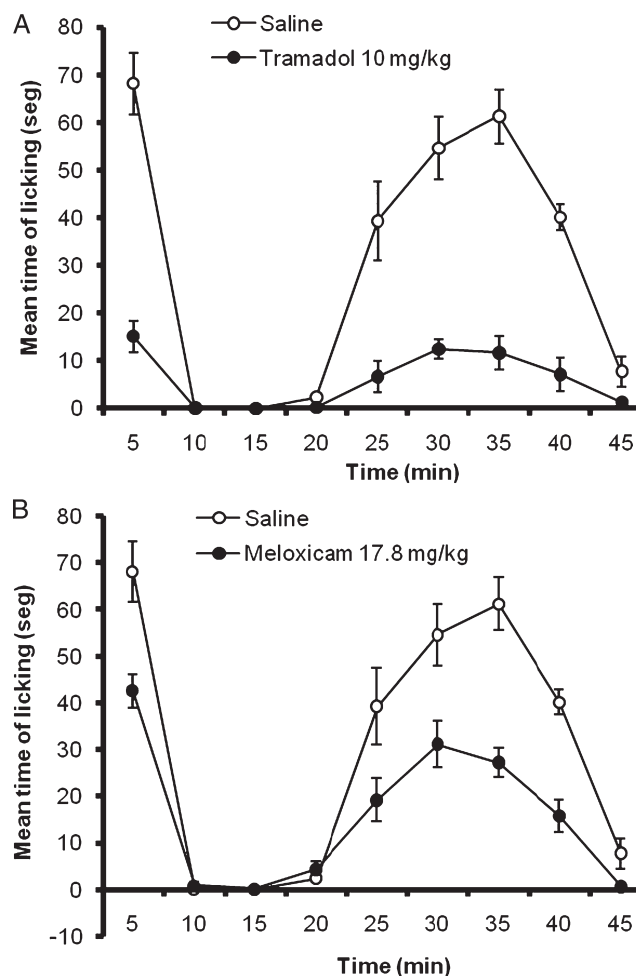 A
Saline
Tramadol 10 mg/kg
Mean time of licking (seg)
80
70
60
50
40
30
20
10
0
5 10 15 20 25 30 35 40 45
Time (min)
B
Saline
Meloxicam 17.8 mg/kg
Mean time of licking (seg)
80
70
60
50
40
30
20
10
0
-10
5 10 15 20 25 30 35 40 45
Time (min)